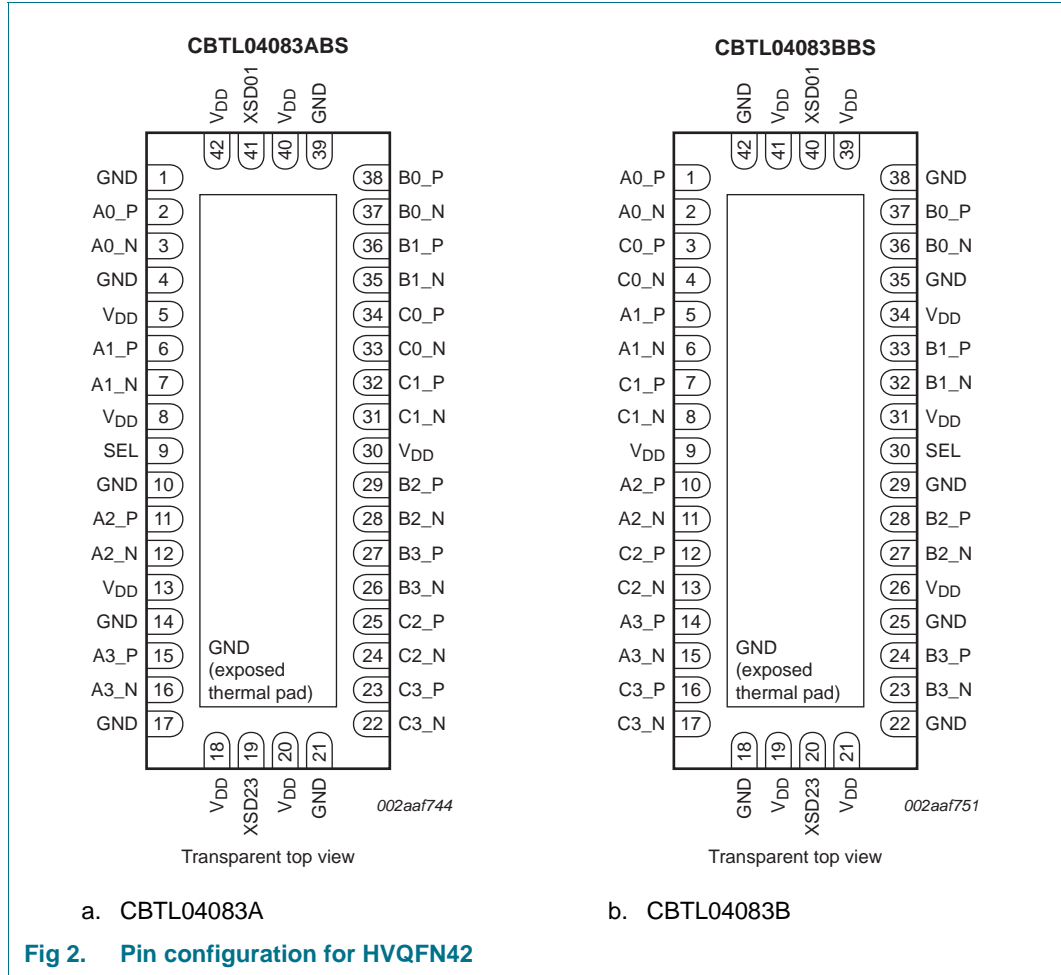 CBTL04083ABS
VDD XSD01 VDD GND
42 41 40 39
GND 1 38 B0_P
A0_P 2 37 B0_N
A0_N 3 36 B1_P
GND 4 35 B1_N
VDD 5 34 C0_P
A1_P 6 33 C0_N
A1_N 7 32 C1_P
VDD 8 31 C1_N
SEL 9 30 VDD
GND 10 29 B2_P
A2_P 11 28 B2_N
A2_N 12 27 B3_P
VDD 13 26 B3_N
GND 14 25 C2_P
A3_P 15 24 C2_N
A3_N 16 23 C3_P
GND 17 22 C3_N
GND
(exposed
thermal pad)
18 19 20 21
VDD XSD23 VDD GND
002aaf744
Transparent top view
a. CBTL04083A
CBTL04083BBS
GND VDD XSD01 VDD
42 41 40 39
A0_P 1 38 GND
A0_N 2 37 B0_P
C0_P 3 36 B0_N
C0_N 4 35 GND
A1_P 5 34 VDD
A1_N 6 33 B1_P
C1_P 7 32 B1_N
C1_N 8 31 VDD
VDD 9 30 SEL
A2_P 10 29 GND
A2_N 11 28 B2_P
C2_P 12 27 B2_N
C2_N 13 26 VDD
A3_P 14 25 GND
A3_N 15 24 B3_P
C3_P 16 23 B3_N
C3_N 17 22 GND
GND
(exposed
thermal pad)
18 19 20 21
GND VDD XSD23 VDD
002aaf751
Transparent top view
b. CBTL04083B
Fig 2. Pin configuration for HVQFN42